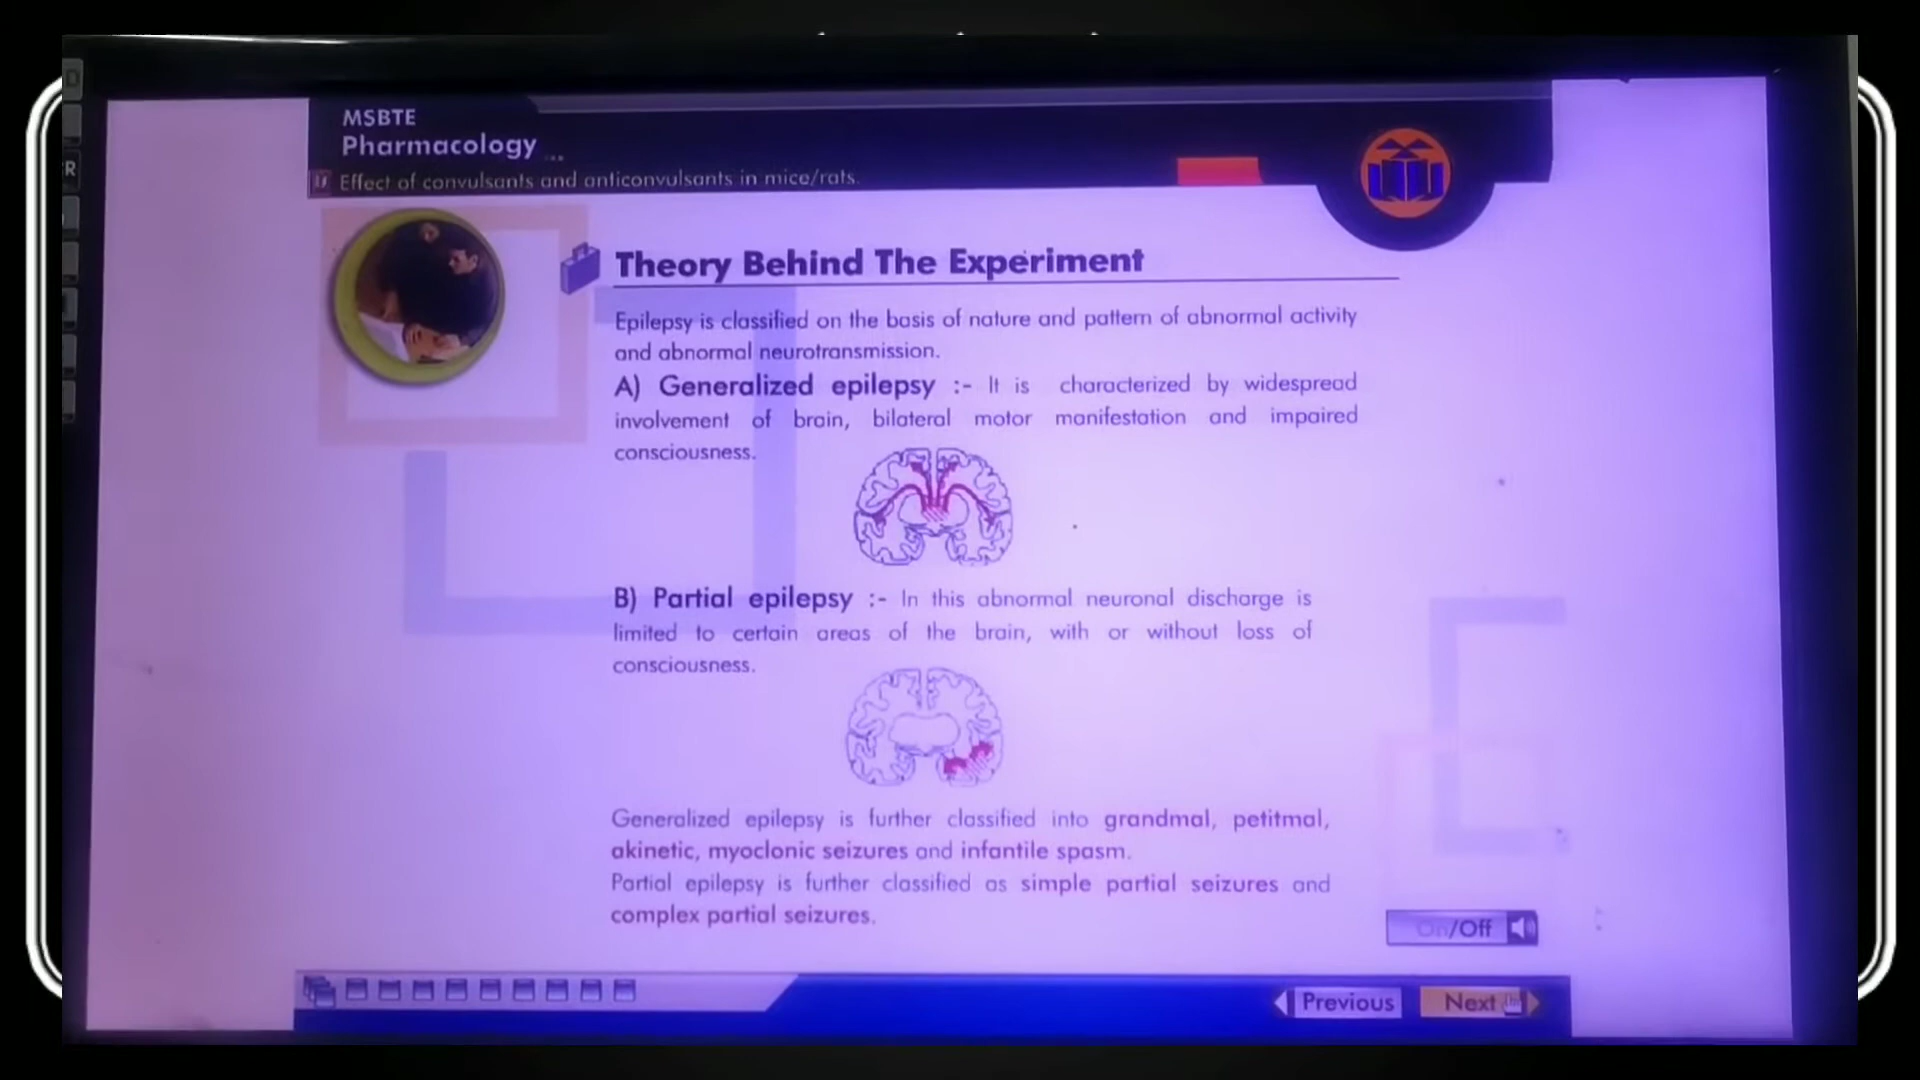 MSBTE
Pharmacology
Effect of convulsants and anticonvulsants in mice/rats.
Theory Behind The Experiment
Epilepsy is classified on the basis of nature and pattern of abnormal activity
and abnormal neurotransmission.
A) Generalized epilepsy :- It is characterized by widespread
involvement of brain, bilateral motor manifestation and impaired
consciousness.
B) Partial epilepsy :- In this abnormal neuronal discharge is
limited to certain areas of the brain, with or without loss of
consciousness.
Generalized epilepsy is further classified into grandmal, petitmal,
akinetic, myoclonic seizures and infantile spasm.
Partial epilepsy is further classified as simple partial seizures and
complex partial seizures.
On/Off
Previous
Next
D
R